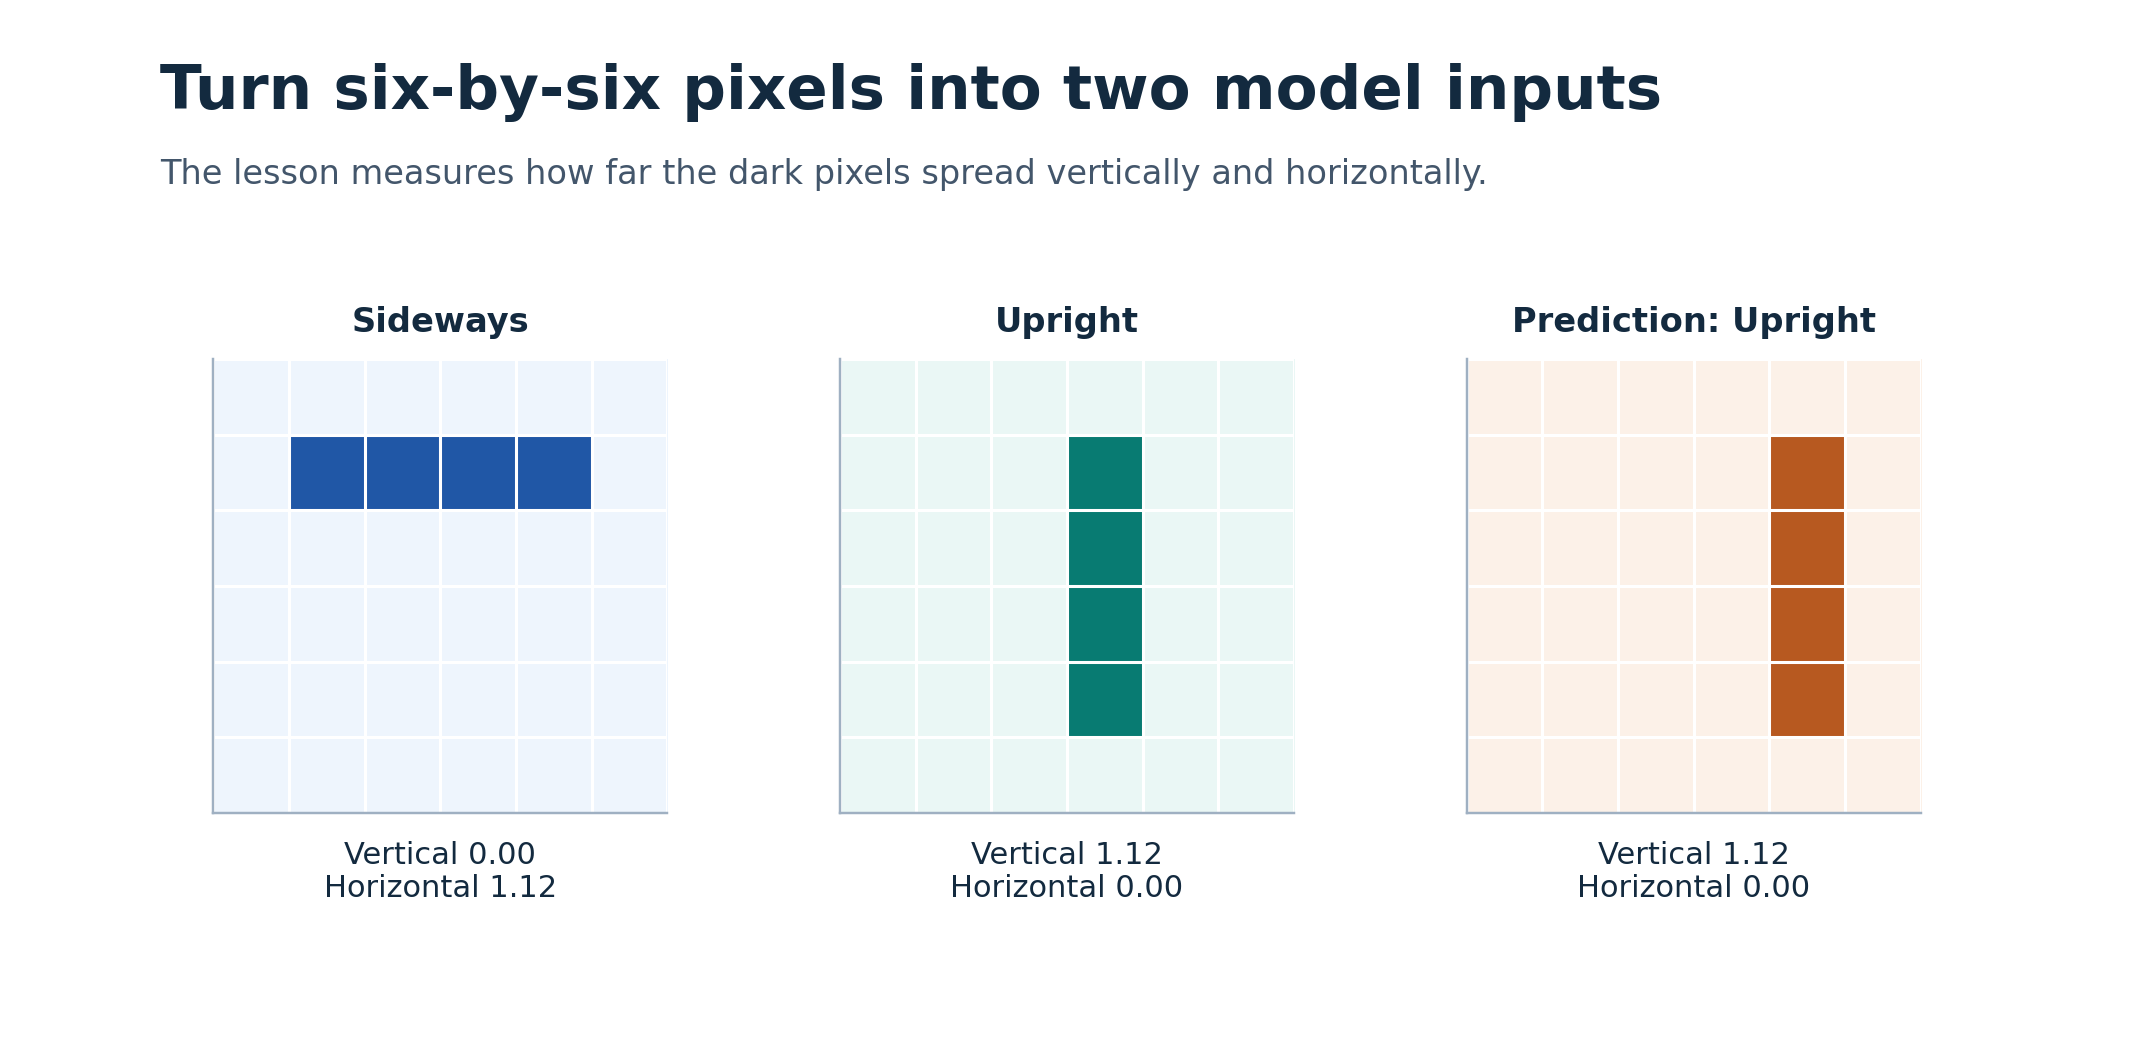 Turn six-by-six pixels into two model inputs
The lesson measures how far the dark pixels spread vertically and horizontally.
Sideways
Vertical 0.00
Horizontal 1.12
Upright
Vertical 1.12
Horizontal 0.00
Prediction: Upright
Vertical 1.12
Horizontal 0.00